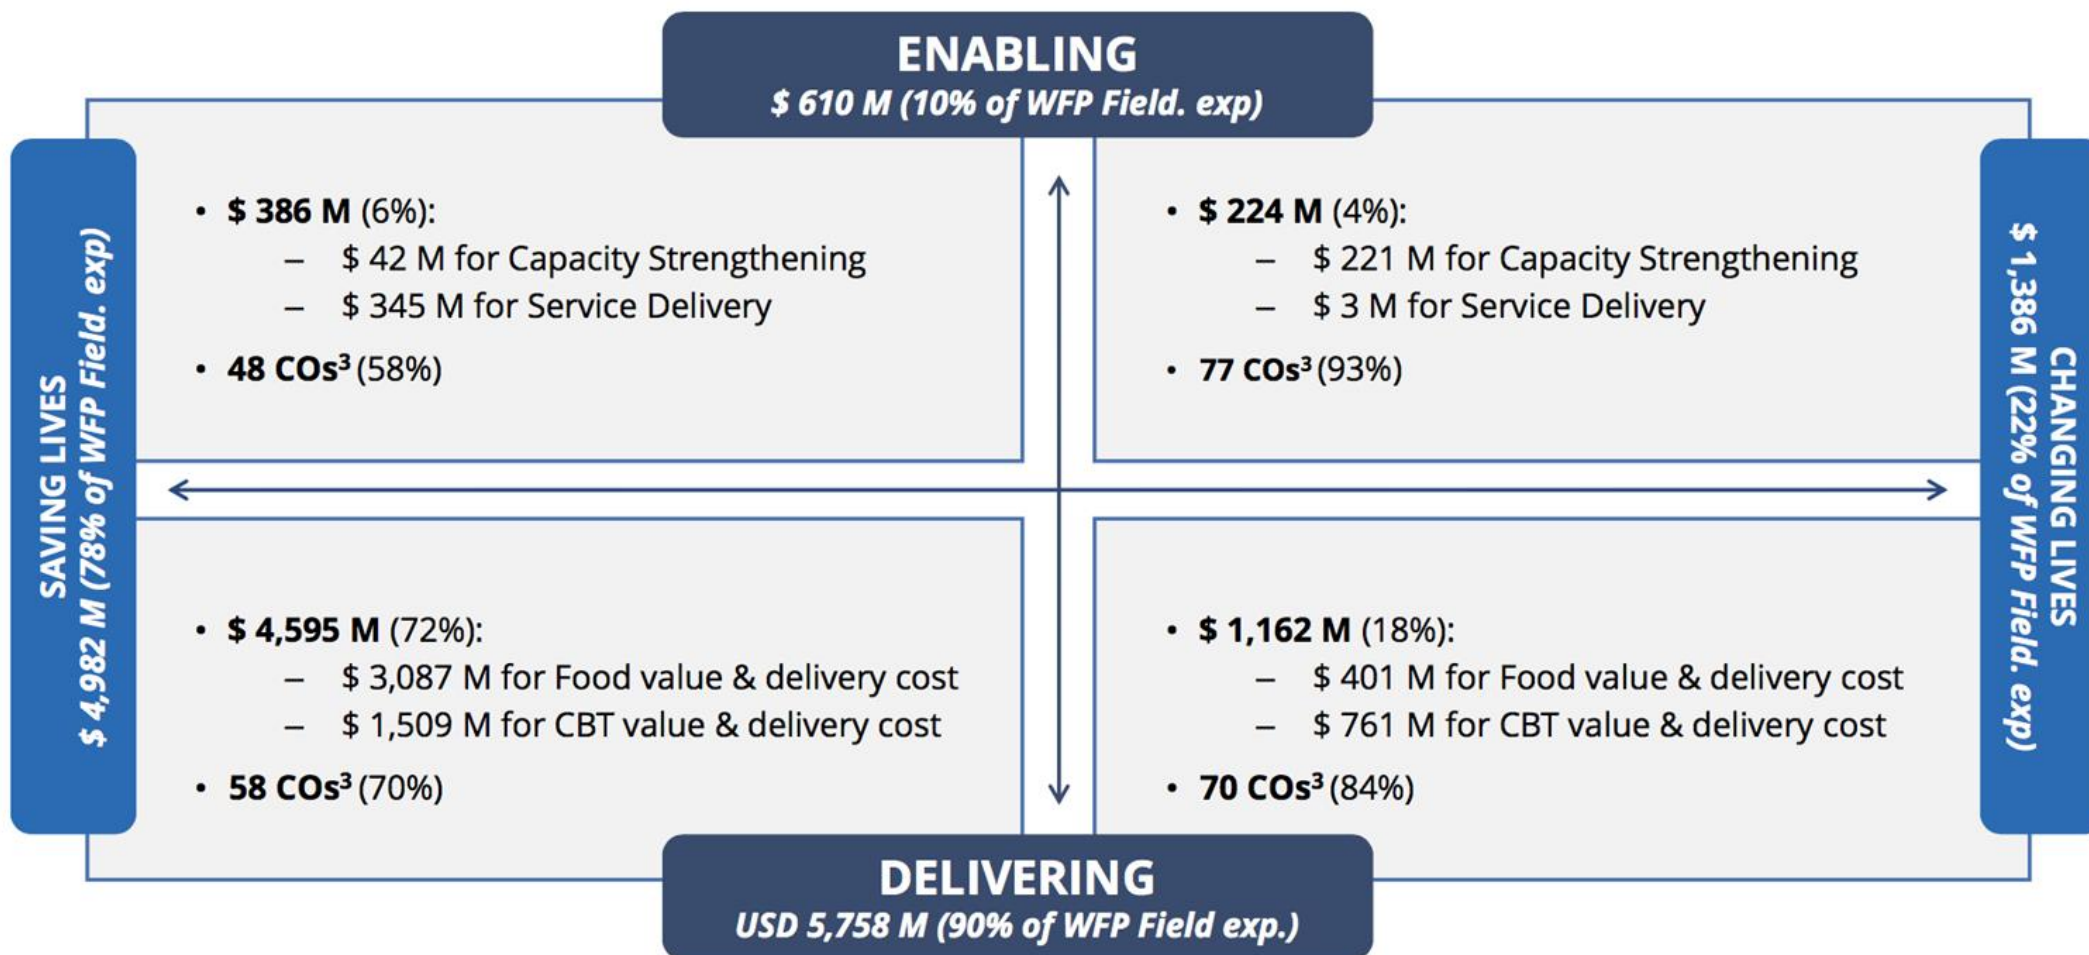 ENABLING
$ 610 M (10% of WFP Field. exp)
SAVING LIVES
$ 4,982 M (78% of WFP Field. exp)
• $ 386 M (6%):
– $ 42 M for Capacity Strengthening
– $ 345 M for Service Delivery
• 48 COs³ (58%)
• $ 224 M (4%):
– $ 221 M for Capacity Strengthening
– $ 3 M for Service Delivery
• 77 COs³ (93%)
CHANGING LIVES
$ 1,386 M (22% of WFP Field. exp)
• $ 4,595 M (72%):
– $ 3,087 M for Food value & delivery cost
– $ 1,509 M for CBT value & delivery cost
• 58 COs³ (70%)
• $ 1,162 M (18%):
– $ 401 M for Food value & delivery cost
– $ 761 M for CBT value & delivery cost
• 70 COs³ (84%)
DELIVERING
USD 5,758 M (90% of WFP Field exp.)